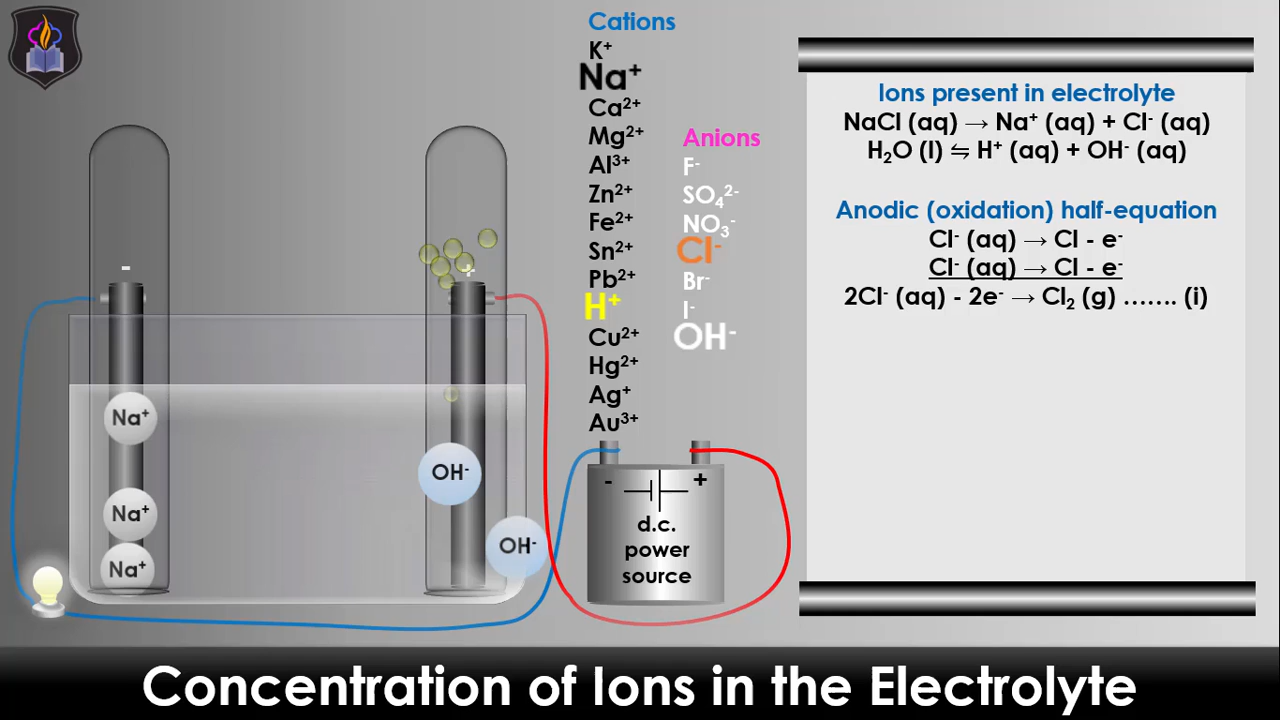 Cations
K⁺
Na⁺
Ca²⁺
Mg²⁺
Al³⁺
Zn²⁺
Fe²⁺
Sn²⁺
Pb²⁺
H⁺
Cu²⁺
Hg²⁺
Ag⁺
Au³⁺
Anions
F⁻
SO₄²⁻
NO₃⁻
Cl⁻
Br⁻
I⁻
OH⁻
Ions present in electrolyte
NaCl (aq) → Na⁺ (aq) + Cl⁻ (aq)
H₂O (l) ⇋ H⁺ (aq) + OH⁻ (aq)
Anodic (oxidation) half-equation
Cl⁻ (aq) → Cl - e⁻
Cl⁻ (aq) → Cl - e⁻
2Cl⁻ (aq) - 2e⁻ → Cl₂ (g) ....... (i)
-
+
Na⁺
Na⁺
Na⁺
OH⁻
OH⁻
- +
d.c.
power
source
Concentration of Ions in the Electrolyte